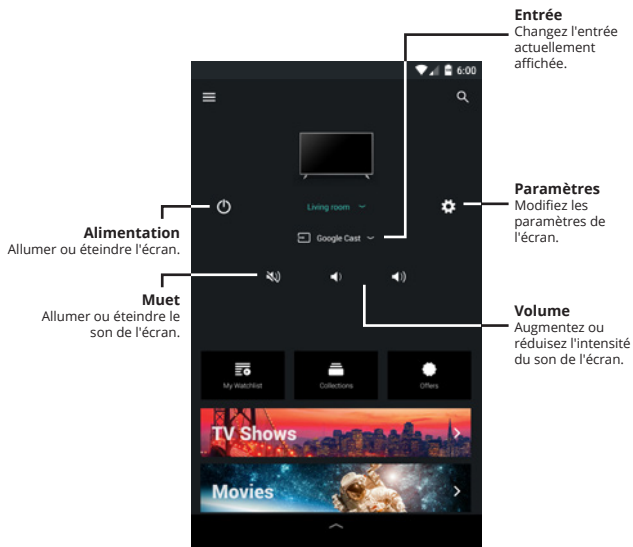 Entrée
Changez l'entrée
actuellement
affichée.
6:00
Living room
Google Cast
Alimentation
Allumer ou éteindre l'écran.
Paramètres
Modifiez les
paramètres de
l'écran.
Muet
Allumer ou éteindre le
son de l'écran.
Volume
Augmentez ou
réduisez l'intensité
du son de l'écran.
My Watchlist
Collections
Offers
TV Shows
Movies